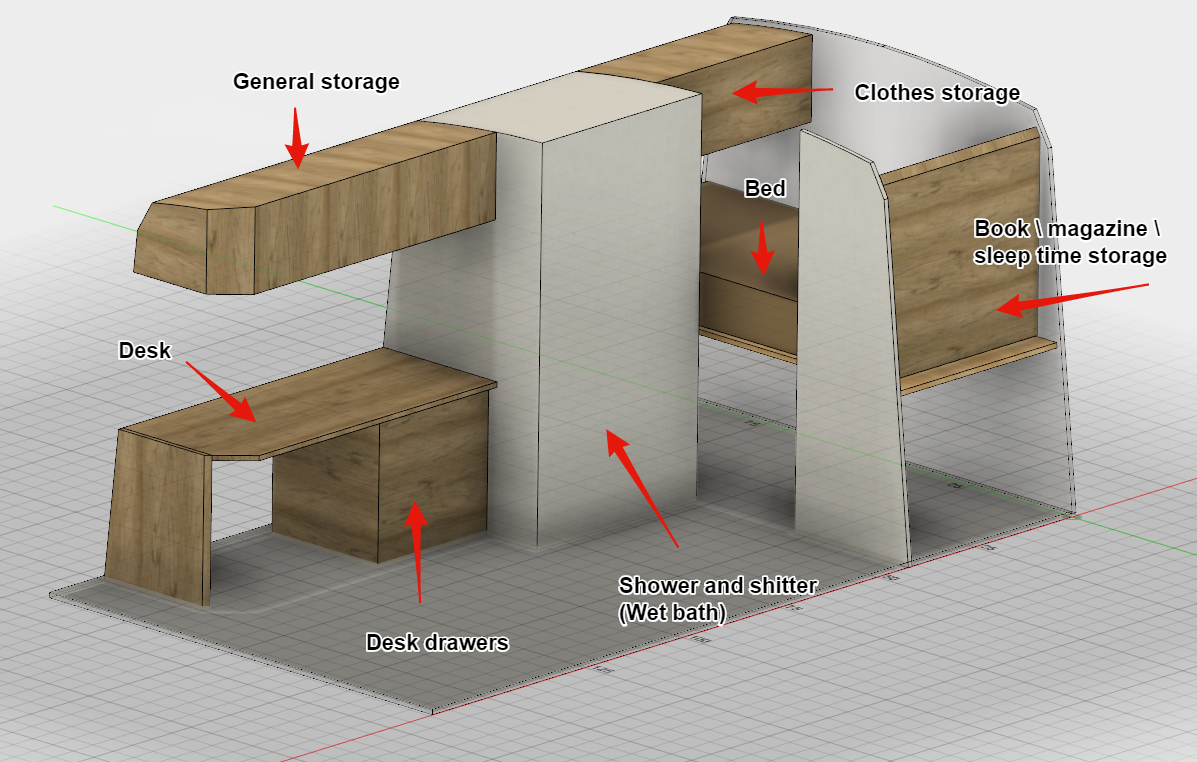 General storage
Clothes storage
Bed
Book \ magazine \
sleep time storage
Desk
Shower and shitter
(Wet bath)
Desk drawers